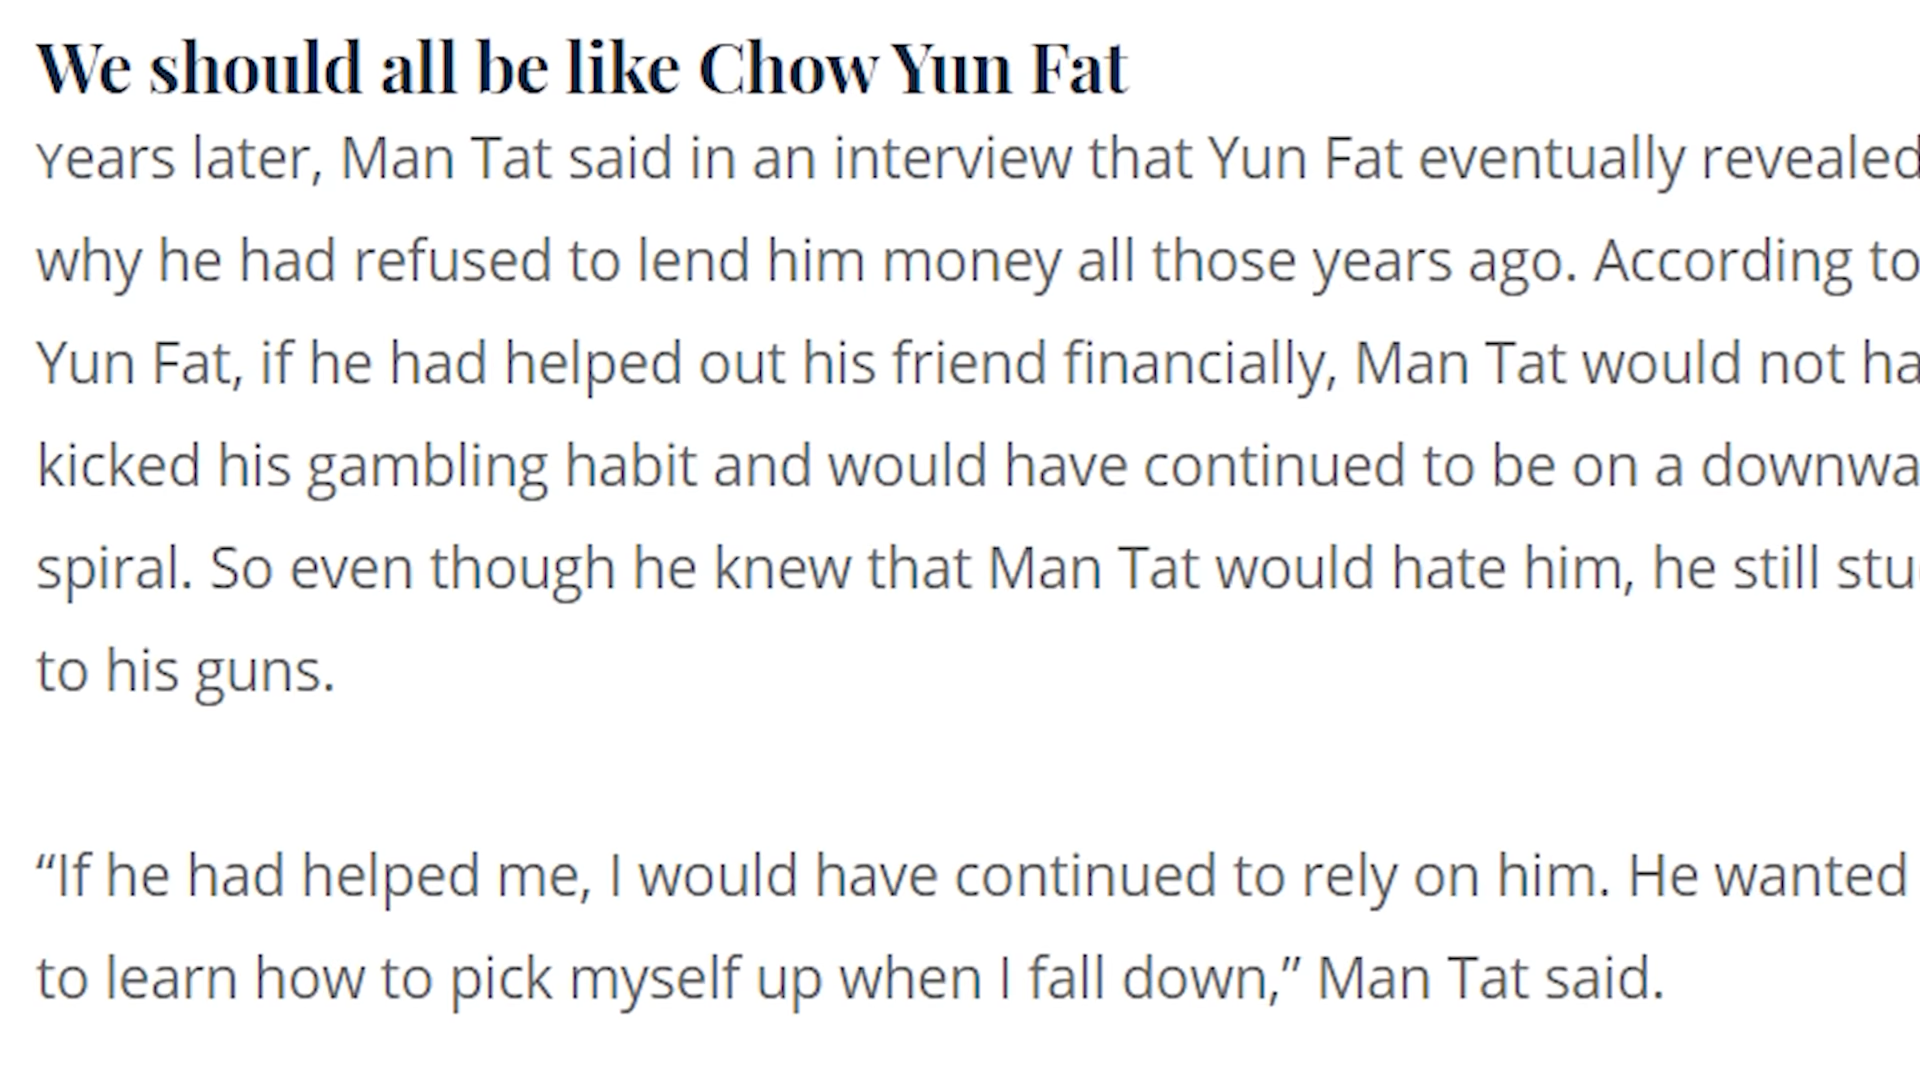 We should all be like Chow Yun Fat
Years later, Man Tat said in an interview that Yun Fat eventually revealed
why he had refused to lend him money all those years ago. According to
Yun Fat, if he had helped out his friend financially, Man Tat would not
kicked his gambling habit and would have continued to be on a
spiral. So even though he knew that Man Tat would hate him, he still
to his guns.
“If he had helped me, I would have continued to rely on him. He wanted
to learn how to pick myself up when I fall down,” Man Tat said.